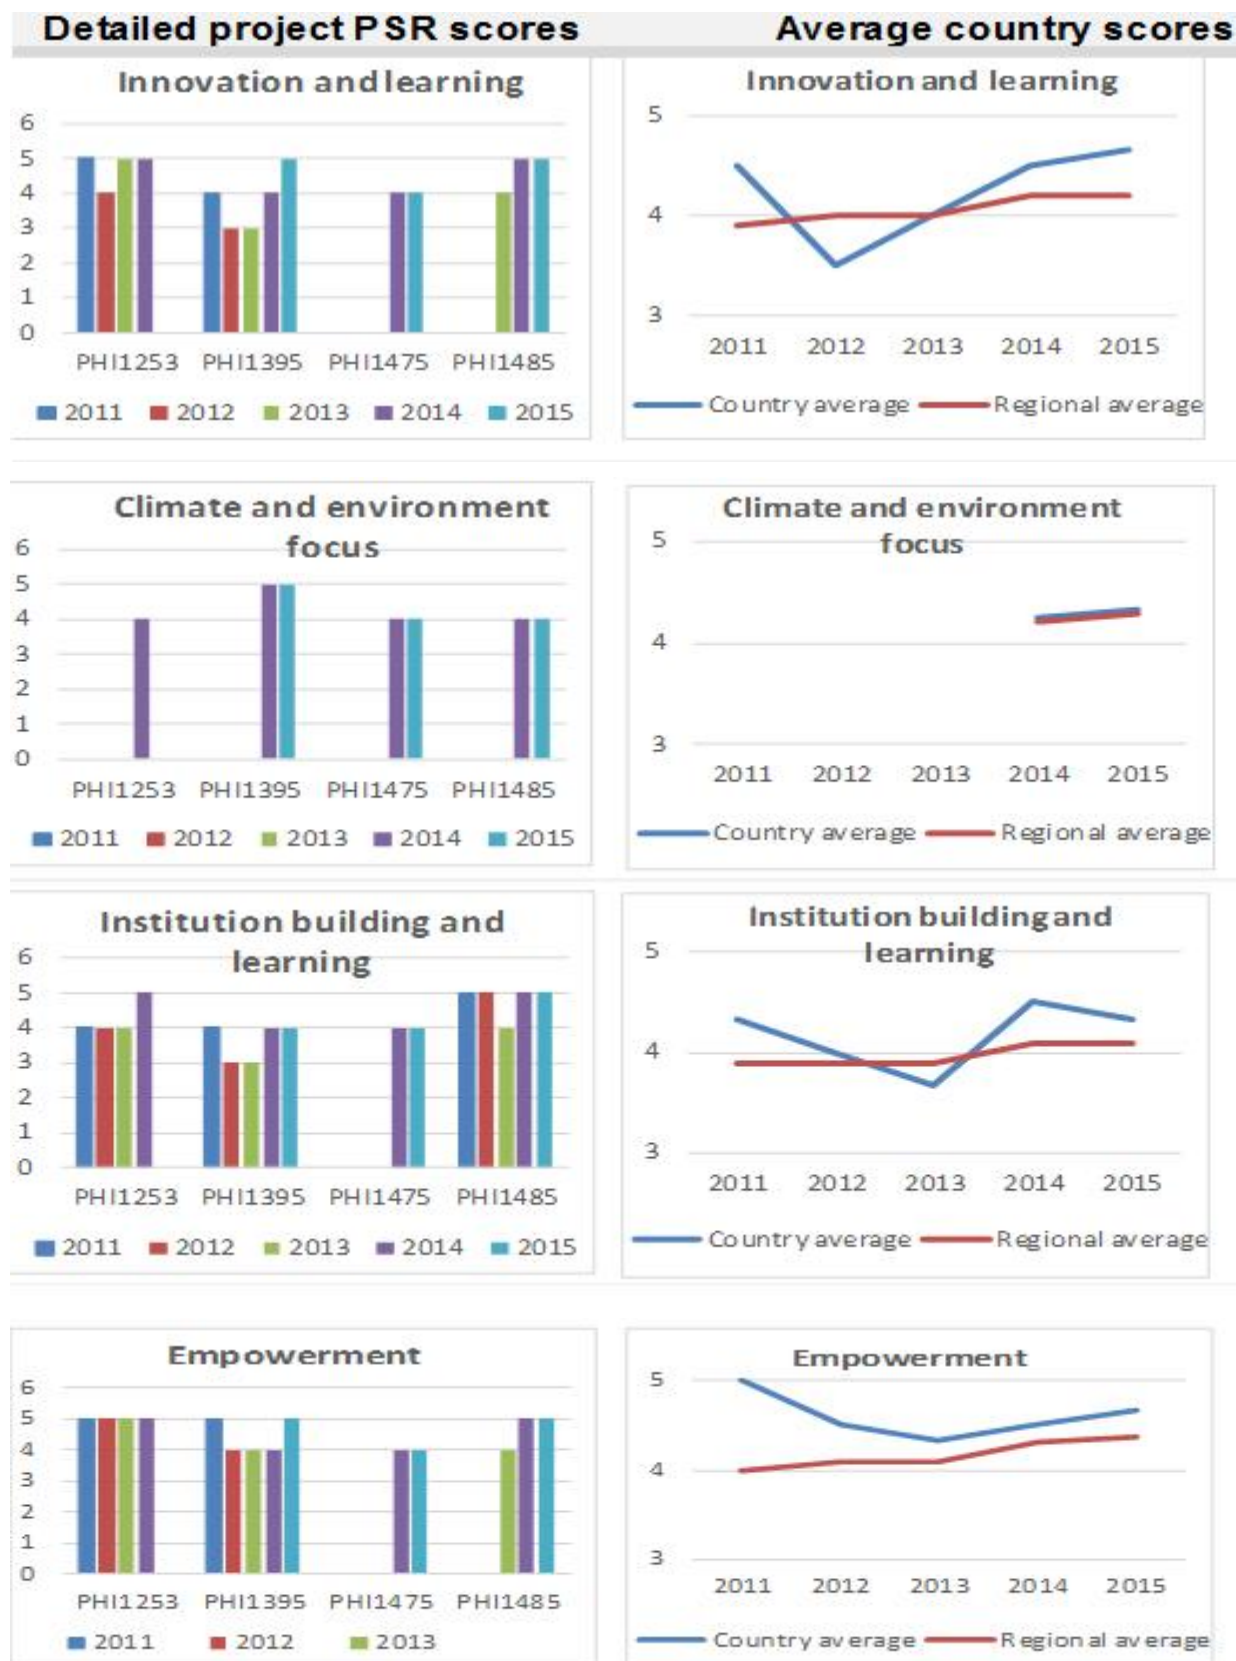 Detailed project PSR scores
Average country scores
Innovation and learning
6
5
4
3
2
1
0
PHI1253 PHI1395 PHI1475 PHI1485
2011 2012 2013 2014 2015
Innovation and learning
5
4
3
2011 2012 2013 2014 2015
Country average Regional average
Climate and environment
focus
6
5
4
3
2
1
0
PHI1253 PHI1395 PHI1475 PHI1485
2011 2012 2013 2014 2015
Climate and environment
focus
5
4
3
2011 2012 2013 2014 2015
Country average Regional average
Institution building and
learning
6
5
4
3
2
1
0
PHI1253 PHI1395 PHI1475 PHI1485
2011 2012 2013 2014 2015
Institution building and
learning
5
4
3
2011 2012 2013 2014 2015
Country average Regional average
Empowerment
6
5
4
3
2
1
0
PHI1253 PHI1395 PHI1475 PHI1485
2011 2012 2013
Empowerment
5
4
3
2011 2012 2013 2014 2015
Country average Regional average